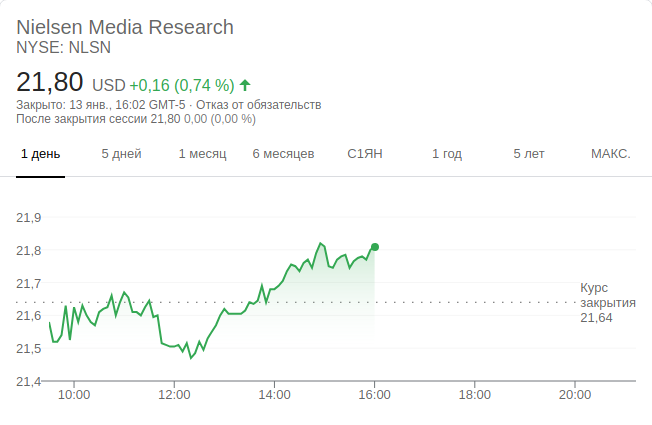 Nielsen Media Research
NYSE: NLSN
21,80 USD +0,16 (0,74 %)
Закрыто: 13 янв., 16:02 GMT-5 · Отказ от обязательств
После закрытия сессии 21,80 0,00 (0,00 %)
1 день 5 дней 1 месяц 6 месяцев С1ЯН 1 год 5 лет МАКС.
21,9
21,8
21,7
21,6
21,5
21,4
Курс
закрытия
21,64
10:00 12:00 14:00 16:00 18:00 20:00